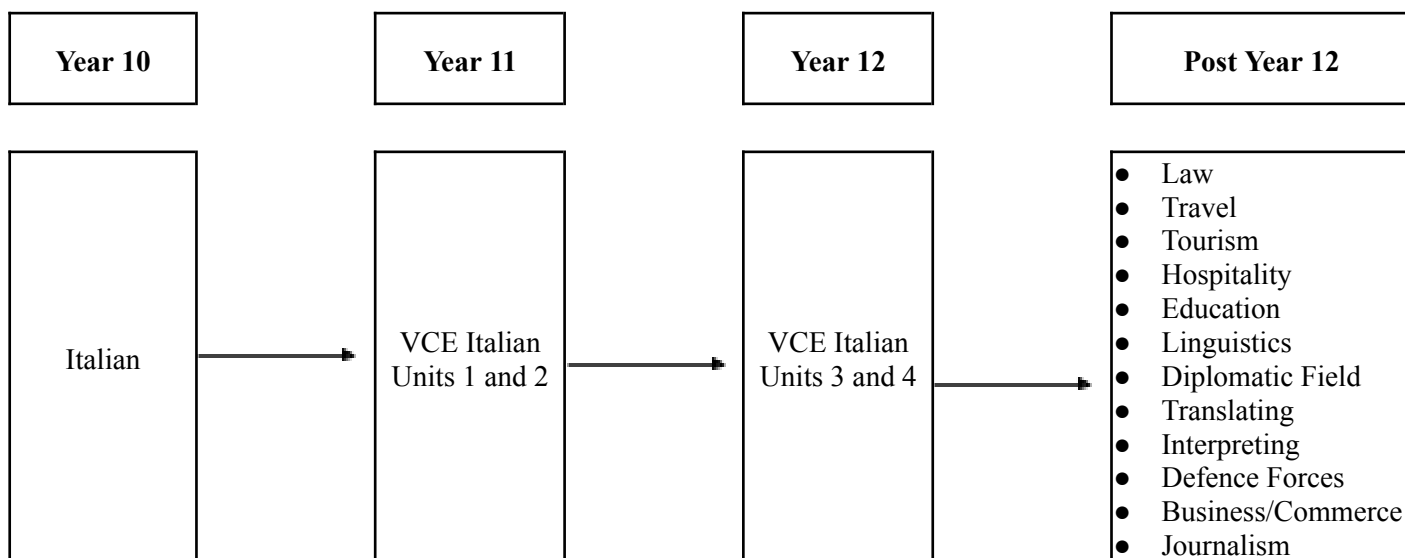 Year 10
Year 11
Year 12
Post Year 12
Italian
VCE Italian
Units 1 and 2
VCE Italian
Units 3 and 4
● Law
● Travel
● Tourism
● Hospitality
● Education
● Linguistics
● Diplomatic Field
● Translating
● Interpreting
● Defence Forces
● Business/Commerce
● Journalism